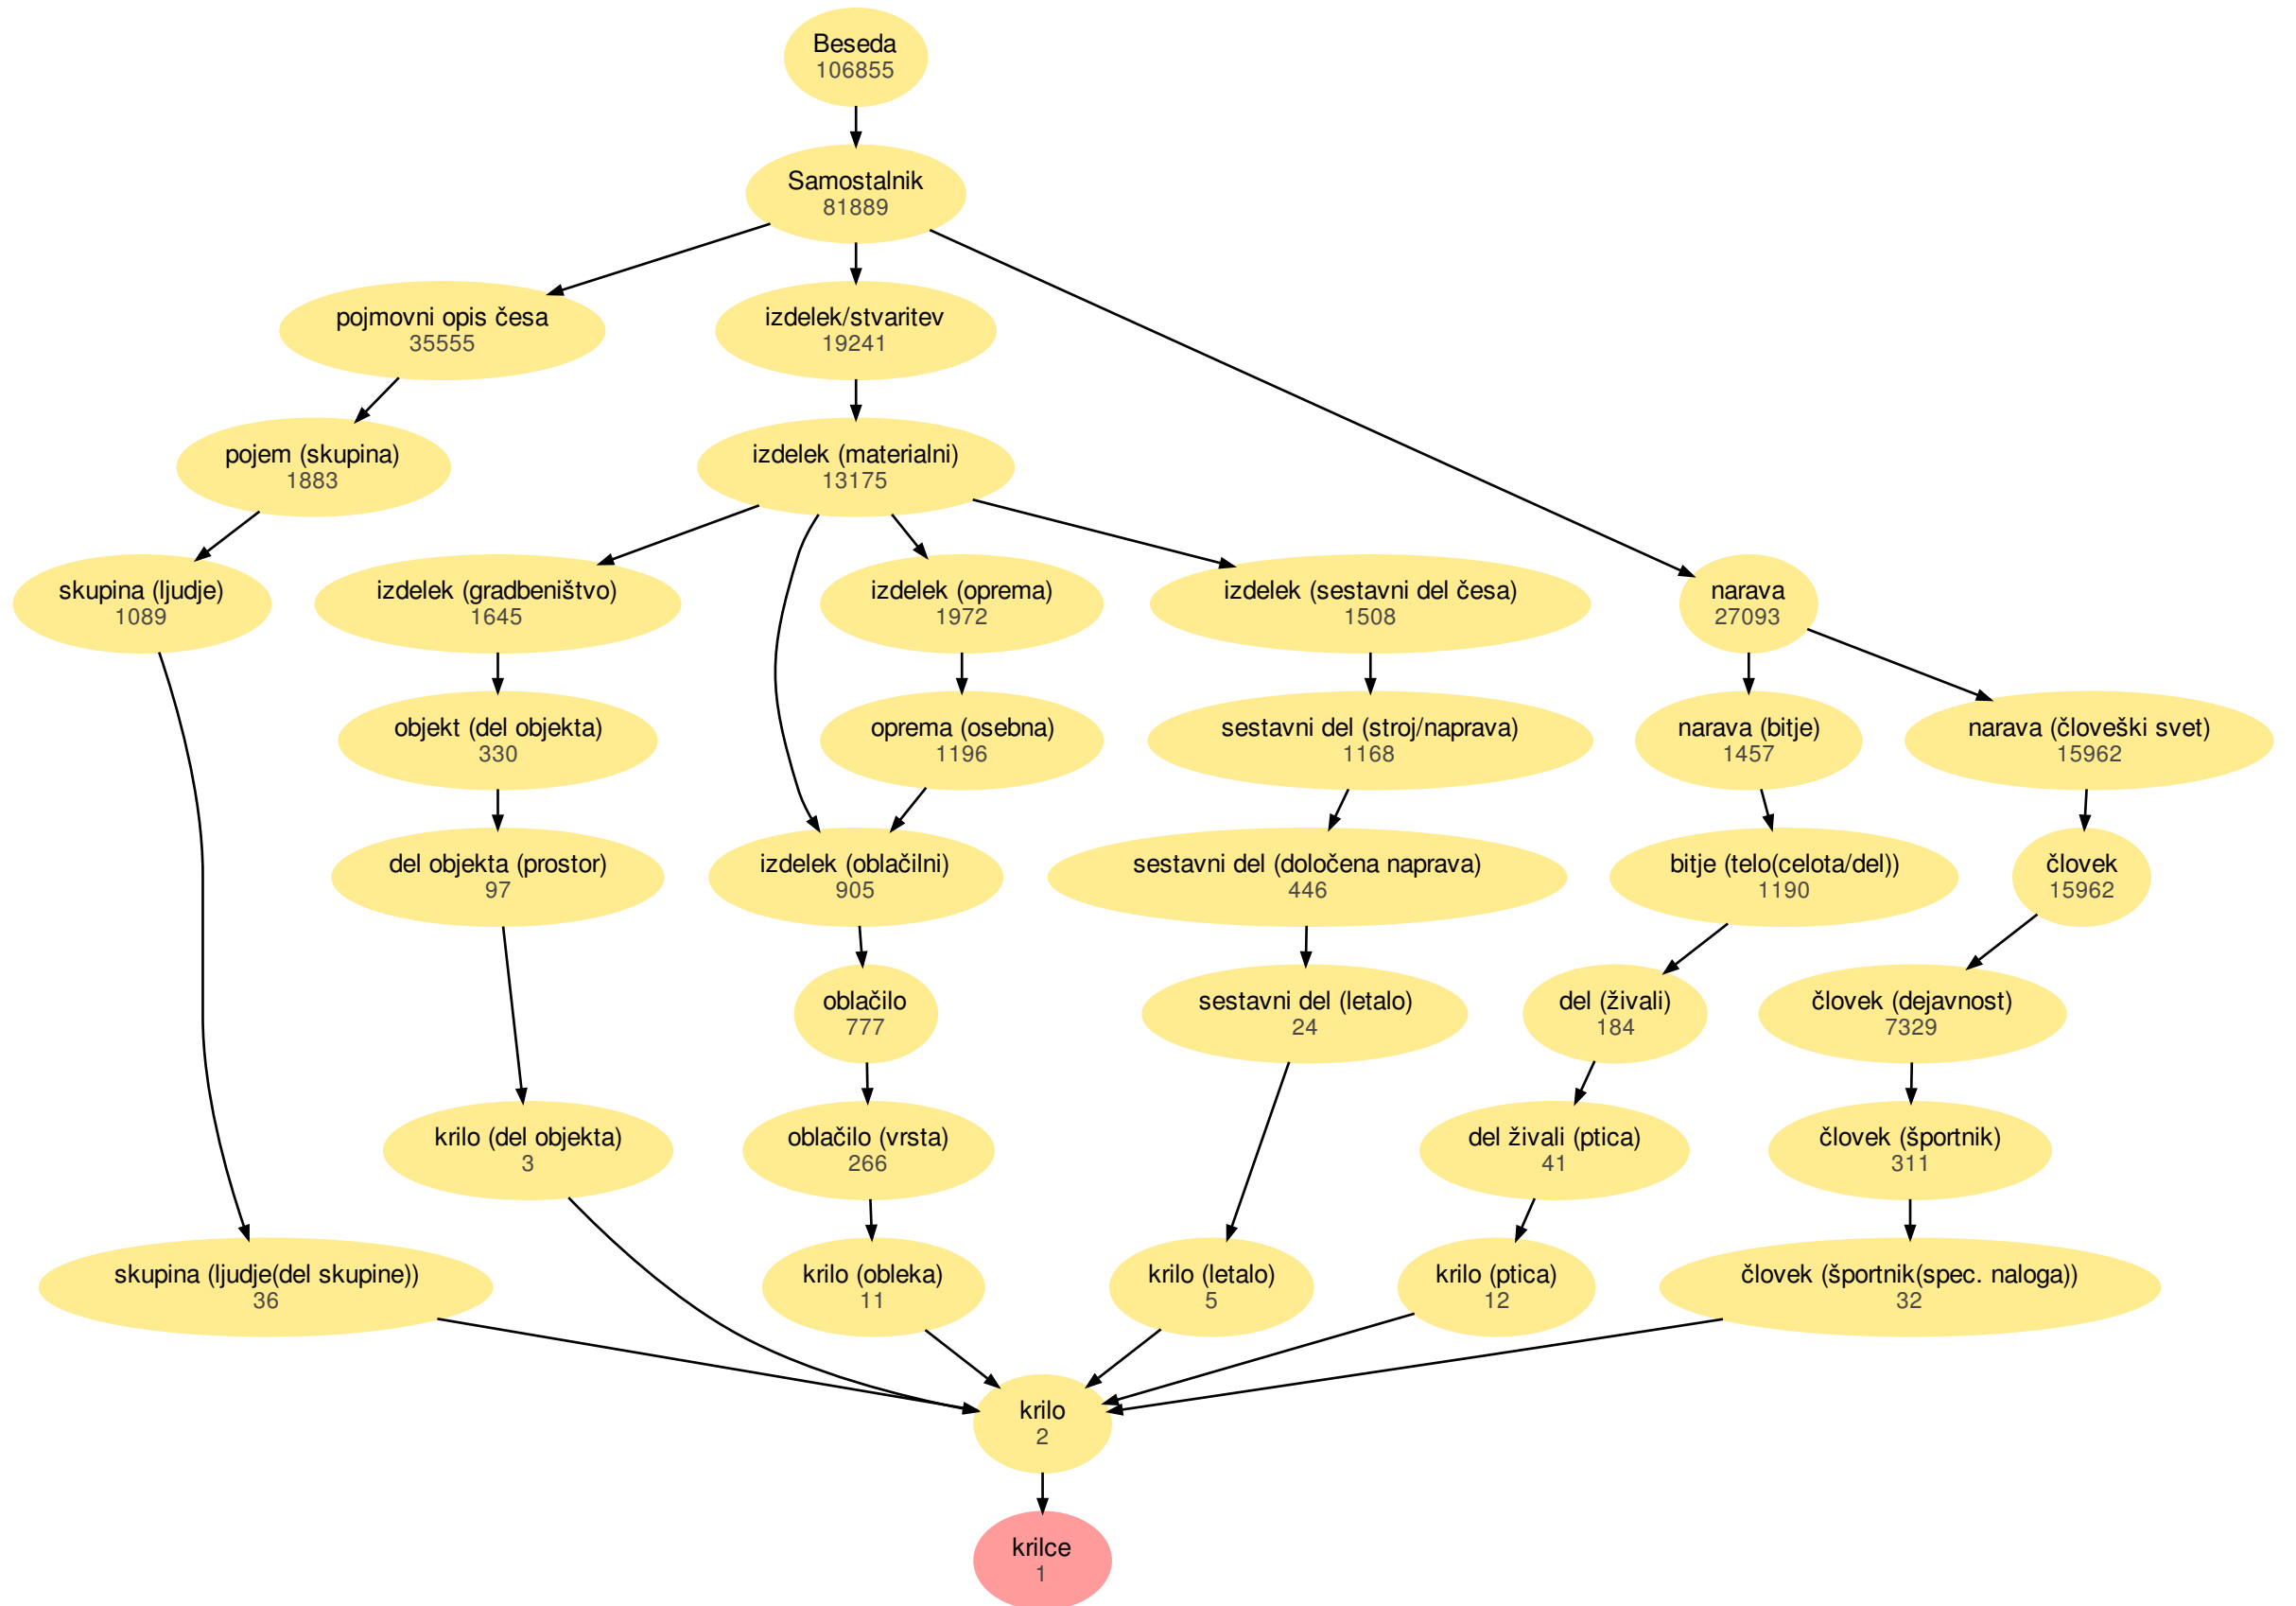 Beseda
106855
Samostalnik
81889
pojmovni opis česa
35555
izdelek/stvaritev
19241
pojem (skupina)
1883
izdelek (materialni)
13175
skupina (ljudje)
1089
izdelek (gradbeništvo)
1645
izdelek (oprema)
1972
izdelek (sestavni del česa)
1508
narava
27093
objekt (del objekta)
330
oprema (osebna)
1196
sestavni del (stroj/naprava)
1168
narava (bitje)
1457
narava (človeški svet)
15962
del objekta (prostor)
97
izdelek (oblačilni)
905
sestavni del (določena naprava)
446
bitje (telo(celota/del))
1190
človek
15962
oblačilo
777
sestavni del (letalo)
24
del (živali)
184
človek (dejavnost)
7329
krilo (del objekta)
3
oblačilo (vrsta)
266
del živali (ptica)
41
človek (športnik)
311
skupina (ljudje(del skupine))
36
krilo (obleka)
11
krilo (letalo)
5
krilo (ptica)
12
človek (športnik(spec. naloga))
32
krilo
2
krilce
1